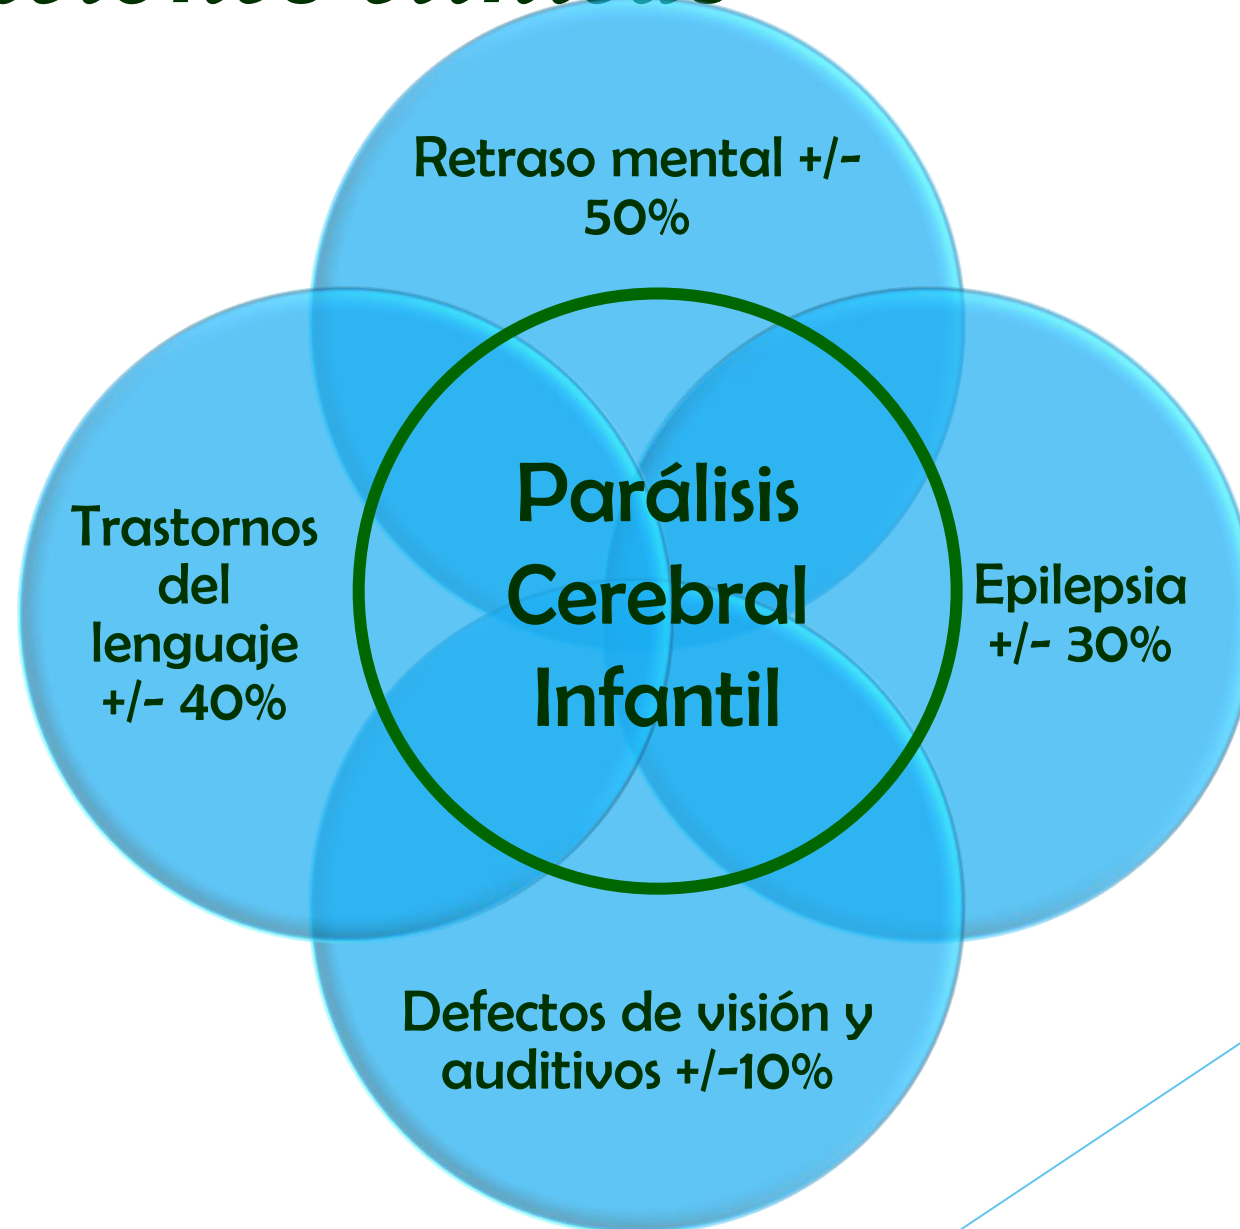 Retraso mental +/-
50%
Trastornos
del
lenguaje
+/- 40%
Parálisis
Cerebral
Infantil
Epilepsia
+/- 30%
Defectos de visión y
auditivos +/-10%